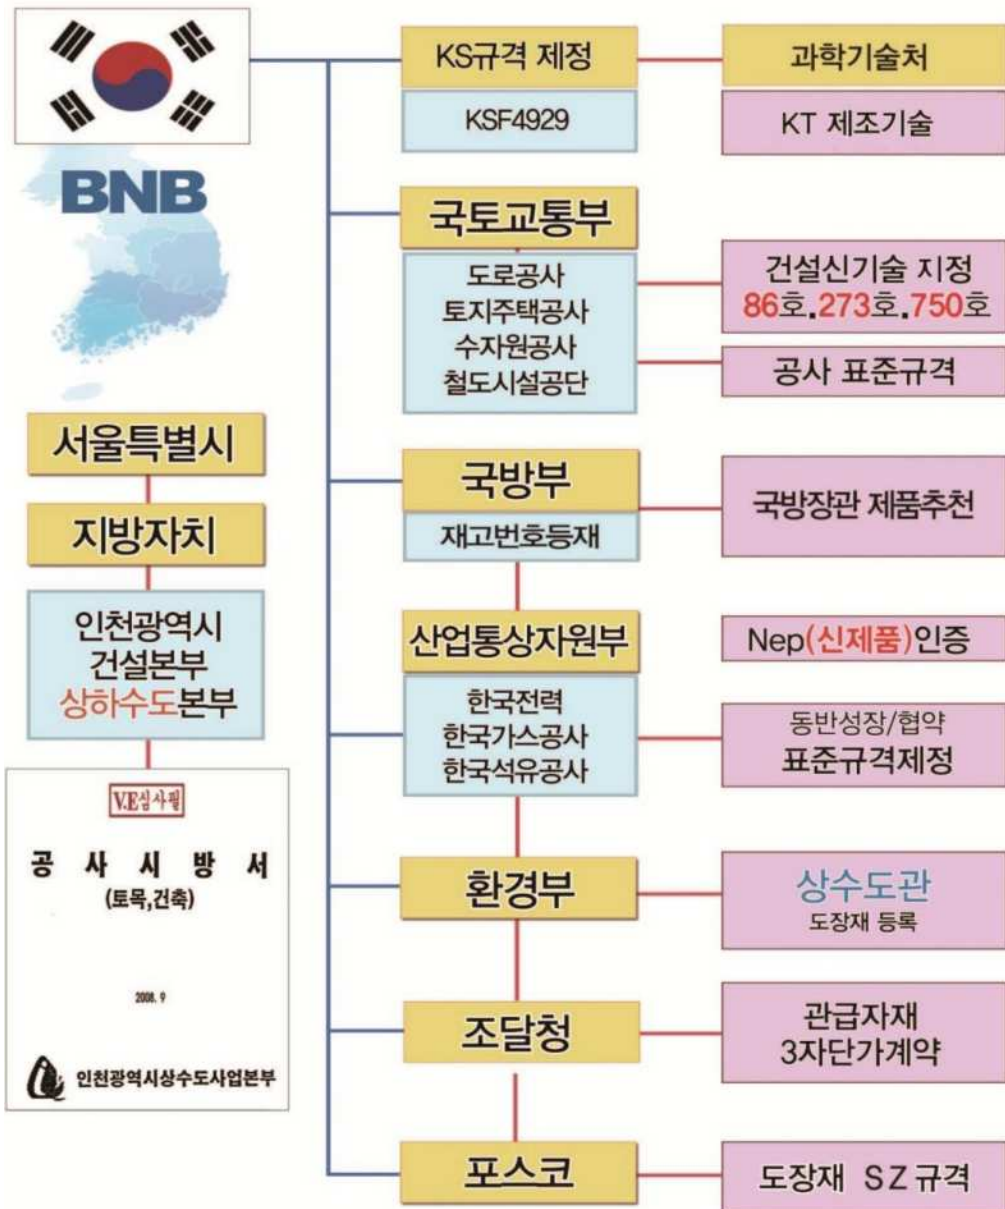 BNB
서울특별시
지방자치
인천광역시
건설본부
상하수도본부
V.E심사필
공 사 시 방 서
(토목,건축)
2008. 9
인천광역시상수도사업본부
KS규격 제정
KSF4929
과학기술처
KT 제조기술
국토교통부
도로공사
토지주택공사
수자원공사
철도시설공단
건설신기술 지정
86호.273호.750호
공사 표준규격
국방부
재고번호등재
국방장관 제품추천
산업통상자원부
한국전력
한국가스공사
한국석유공사
Nep(신제품)인증
동반성장/협약
표준규격제정
환경부
상수도관
도장재 등록
조달청
관급자재
3자단가계약
포스코
도장재 SZ규격